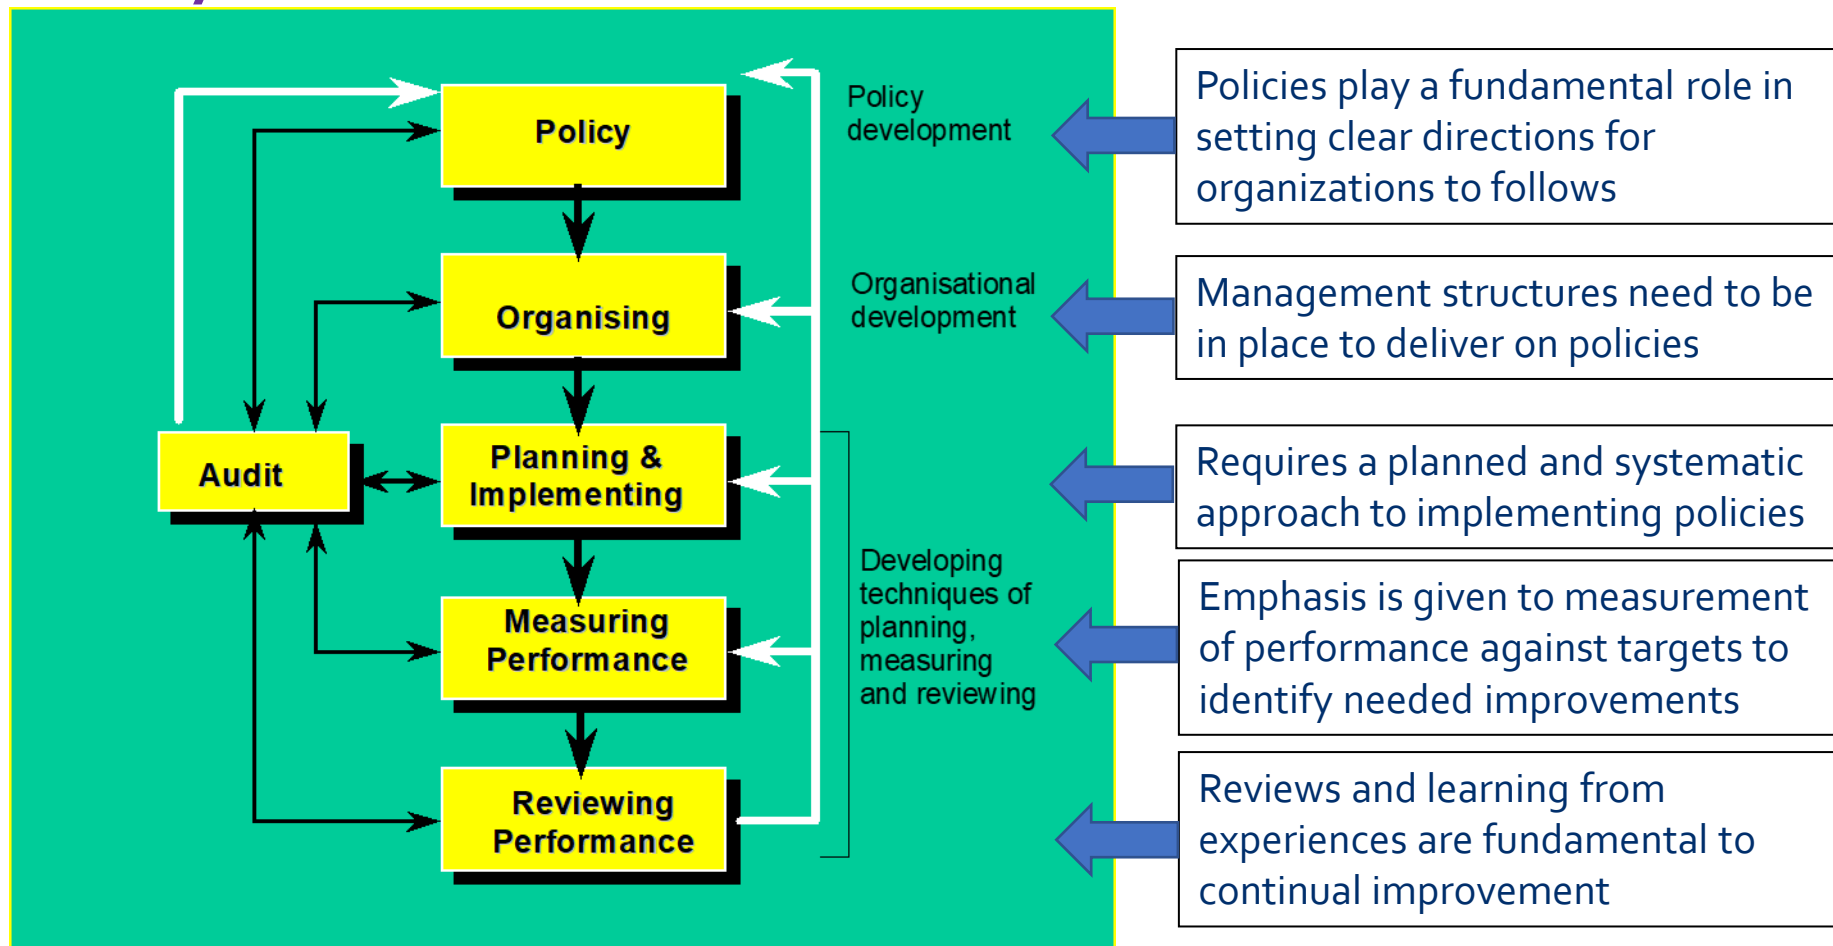 Policy
Policy
development
Policies play a fundamental role in
setting clear directions for
organizations to follows
Organising
Organisational
development
Management structures need to be
in place to deliver on policies
Audit
Planning &
Implementing
Requires a planned and systematic
approach to implementing policies
Measuring
Performance
Developing
techniques of
planning,
measuring
and reviewing
Emphasis is given to measurement
of performance against targets to
identify needed improvements
Reviewing
Performance
Reviews and learning from
experiences are fundamental to
continual improvement